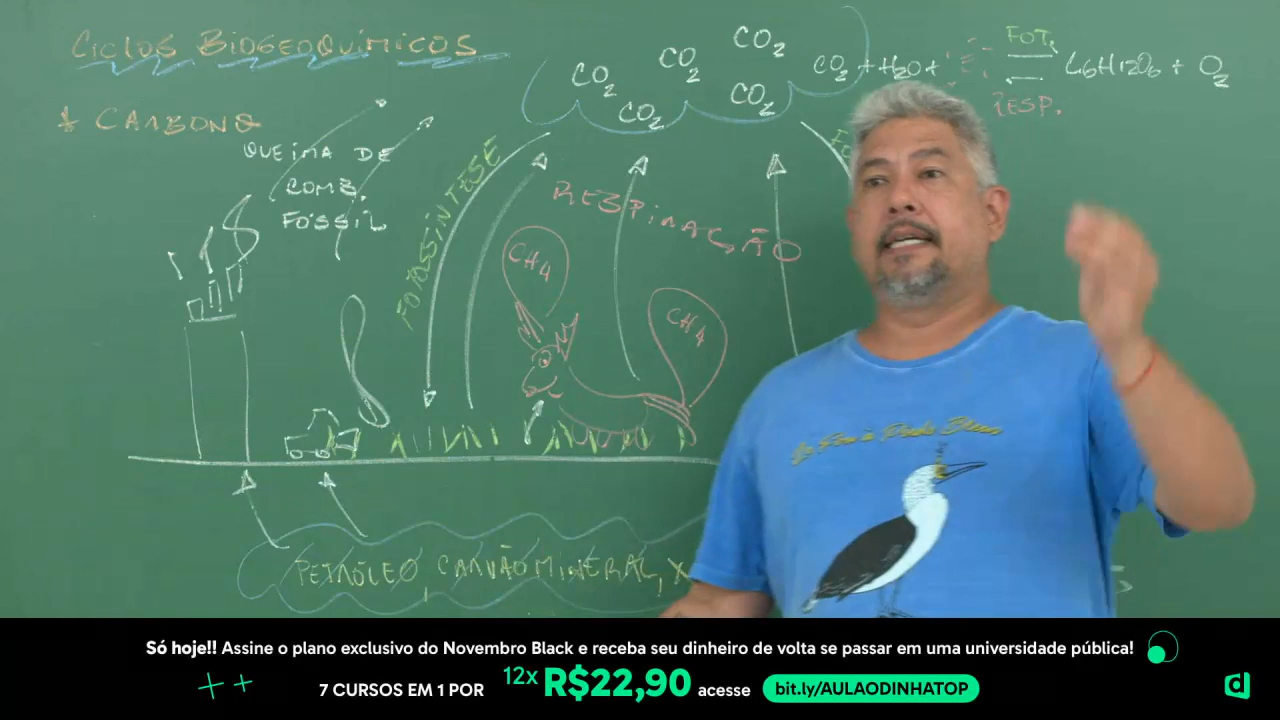 CICLOS BIOGEOQUÍMICOS
* CARBONO
QUEIMA DE
COMB.
FÓSSIL
CO2 CO2 CO2
CO2 CO2
CO2 + H2O +
FOT.
C6H12O6 + O2
RESP.
FOTOSSÍNTESE
RESPIRAÇÃO
CH4
CH4
PETRÓLEO, CARVÃO MINERAL,
Só hoje!! Assine o plano exclusivo do Novembro Black e receba seu dinheiro de volta se passar em uma universidade pública!
7 CURSOS EM 1 POR 12x R$22,90 acesse bit.ly/AULAODINHATOP
d